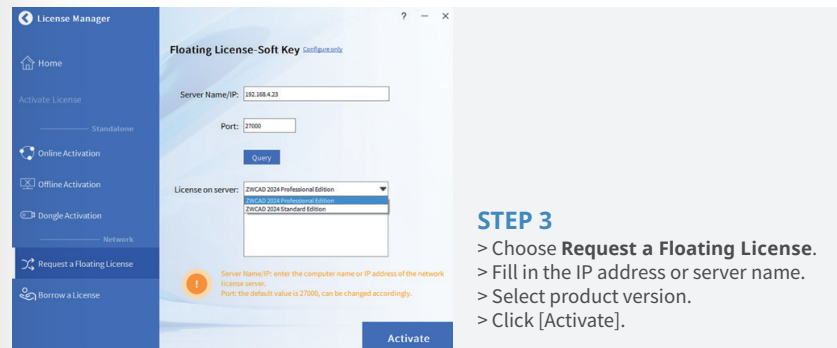 License Manager
? — ×
Home
Activate License
Standalone
Online Activation
Offline Activation
Dongle Activation
Network
Request a Floating License
Borrow a License
Floating License-Soft Key Configure only
Server Name/IP: 192.168.4.23
Port: 27000
Query
License on server: ZWCAD 2024 Professional Edition
ZWCAD 2024 Professional Edition
ZWCAD 2024 Standard Edition
! Server Name/IP: enter the computer name or IP address of the network
license server.
Port: the default value is 27000, can be changed accordingly.
Activate
STEP 3
> Choose Request a Floating License.
> Fill in the IP address or server name.
> Select product version.
> Click [Activate].